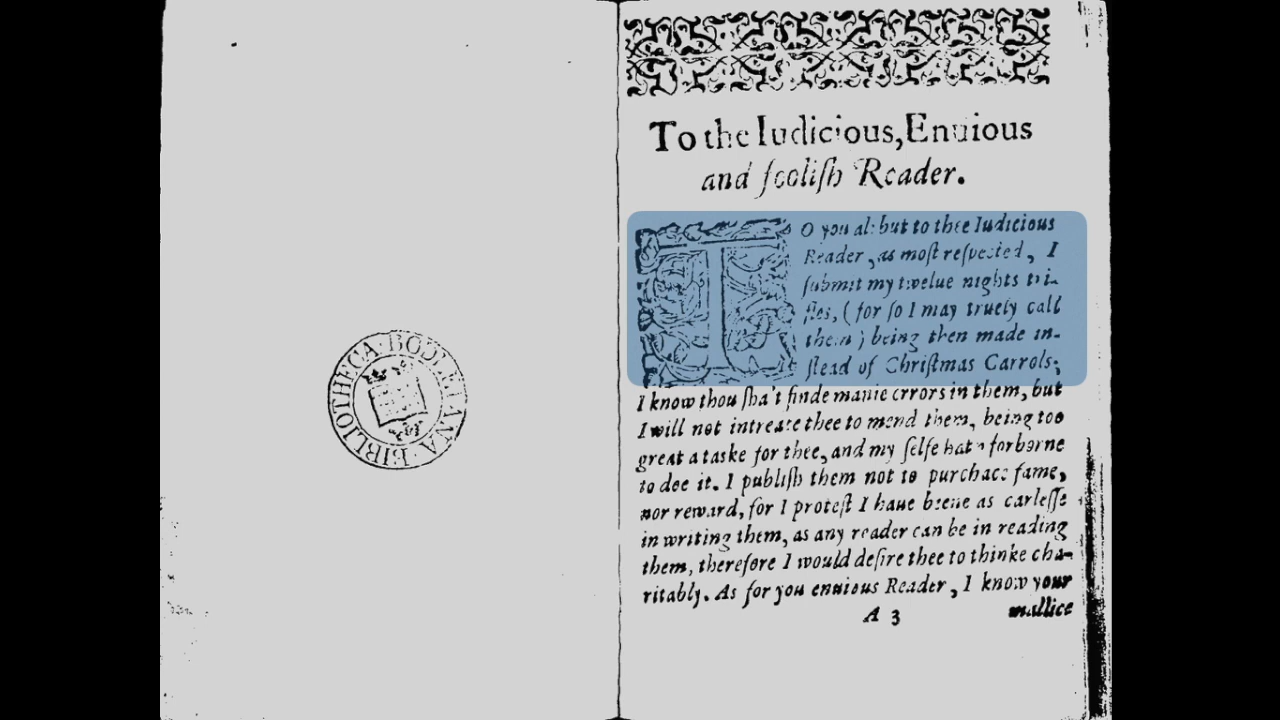 BIBLIOTHECA BODLEIANA
To the Iudicious, Enuious
and foolish Reader.
TO you al: but to thee Iudicious
Reader, as most respected, I
submit my twelue nights tri-
fles, (for so I may truely call
them) being then made in-
stead of Christmas Carrols;
I know thou shalt finde manie errors in them, but
I will not intreate thee to mend them, being too
great a taske for thee, and my selfe hath forborne
to doe it. I publish them not to purchace fame,
nor reward, for I protest I haue beene as carlesse
in writing them, as any reader can be in reading
them, therefore I would desire thee to thinke cha-
ritably. As for you enuious Reader, I know your
A 3 mallice